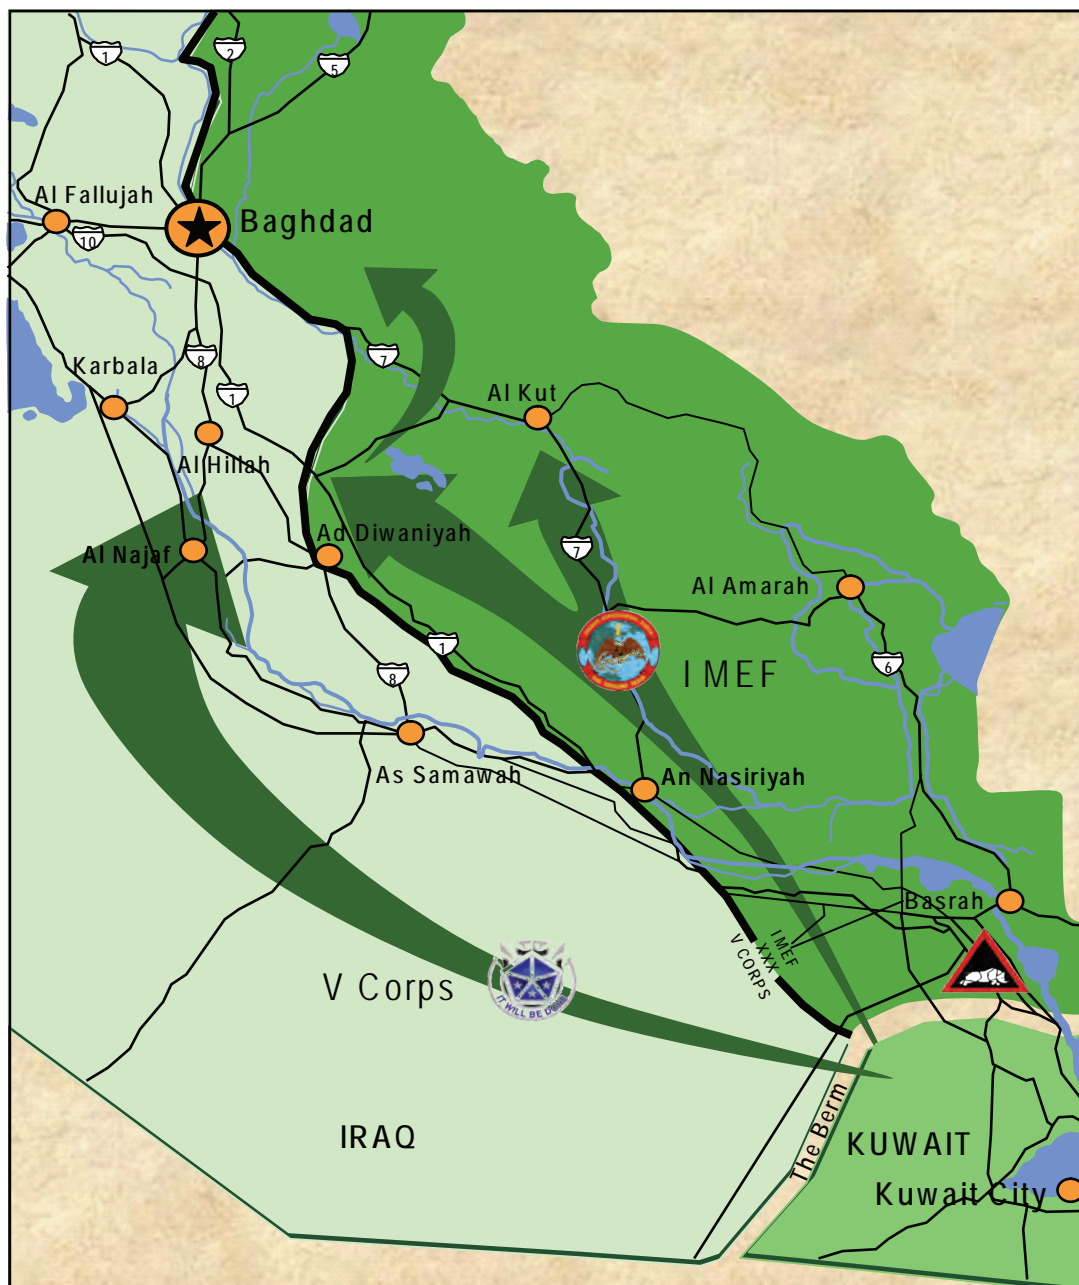 1
2
5
Al Fallujah
10
Baghdad
Karbala
8
1
7
Al Kut
Al Hillah
Al Najaf
Ad Diwaniyah
7
Al Amarah
1
8
6
I MEF
As Samawah
An Nasiriyah
Basrah
I MEF
XXX
V CORPS
V Corps
IT WILL BE DONE
IRAQ
The Berm
KUWAIT
Kuwait City